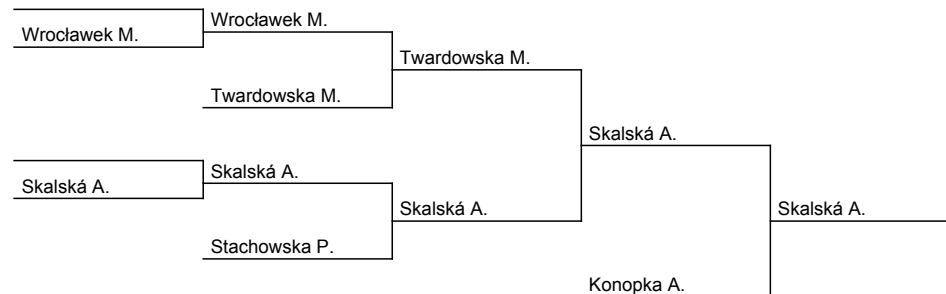 Wrocławek M.
Wrocławek M.
Twardowska M.
Twardowska M.
Skalská A.
Skalská A.
Skalská A.
Skalská A.
Skalská A.
Stachowska P.
Konopka A.